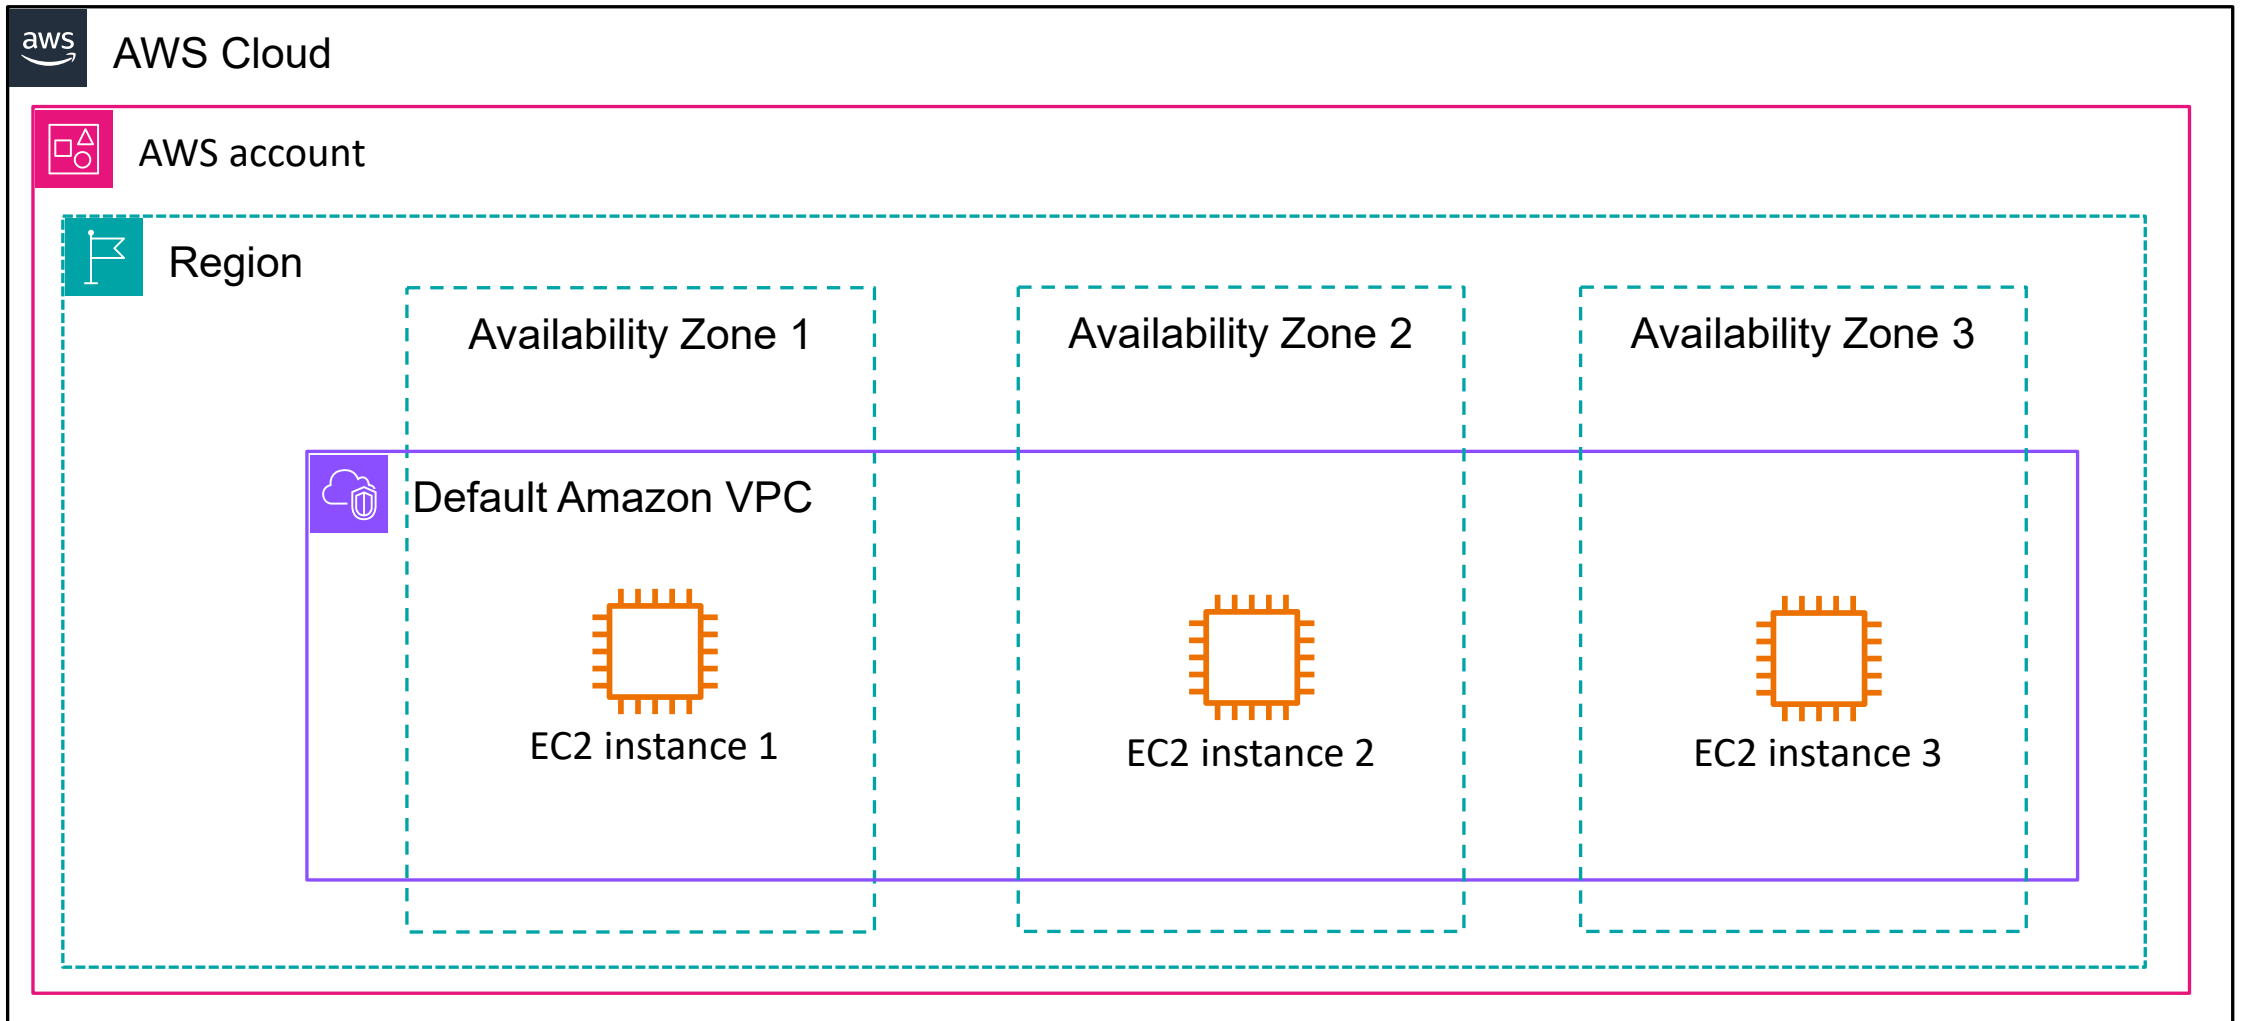 aws
AWS Cloud
AWS account
Region
Availability Zone 1
Availability Zone 2
Availability Zone 3
Default Amazon VPC
EC2 instance 1
EC2 instance 2
EC2 instance 3